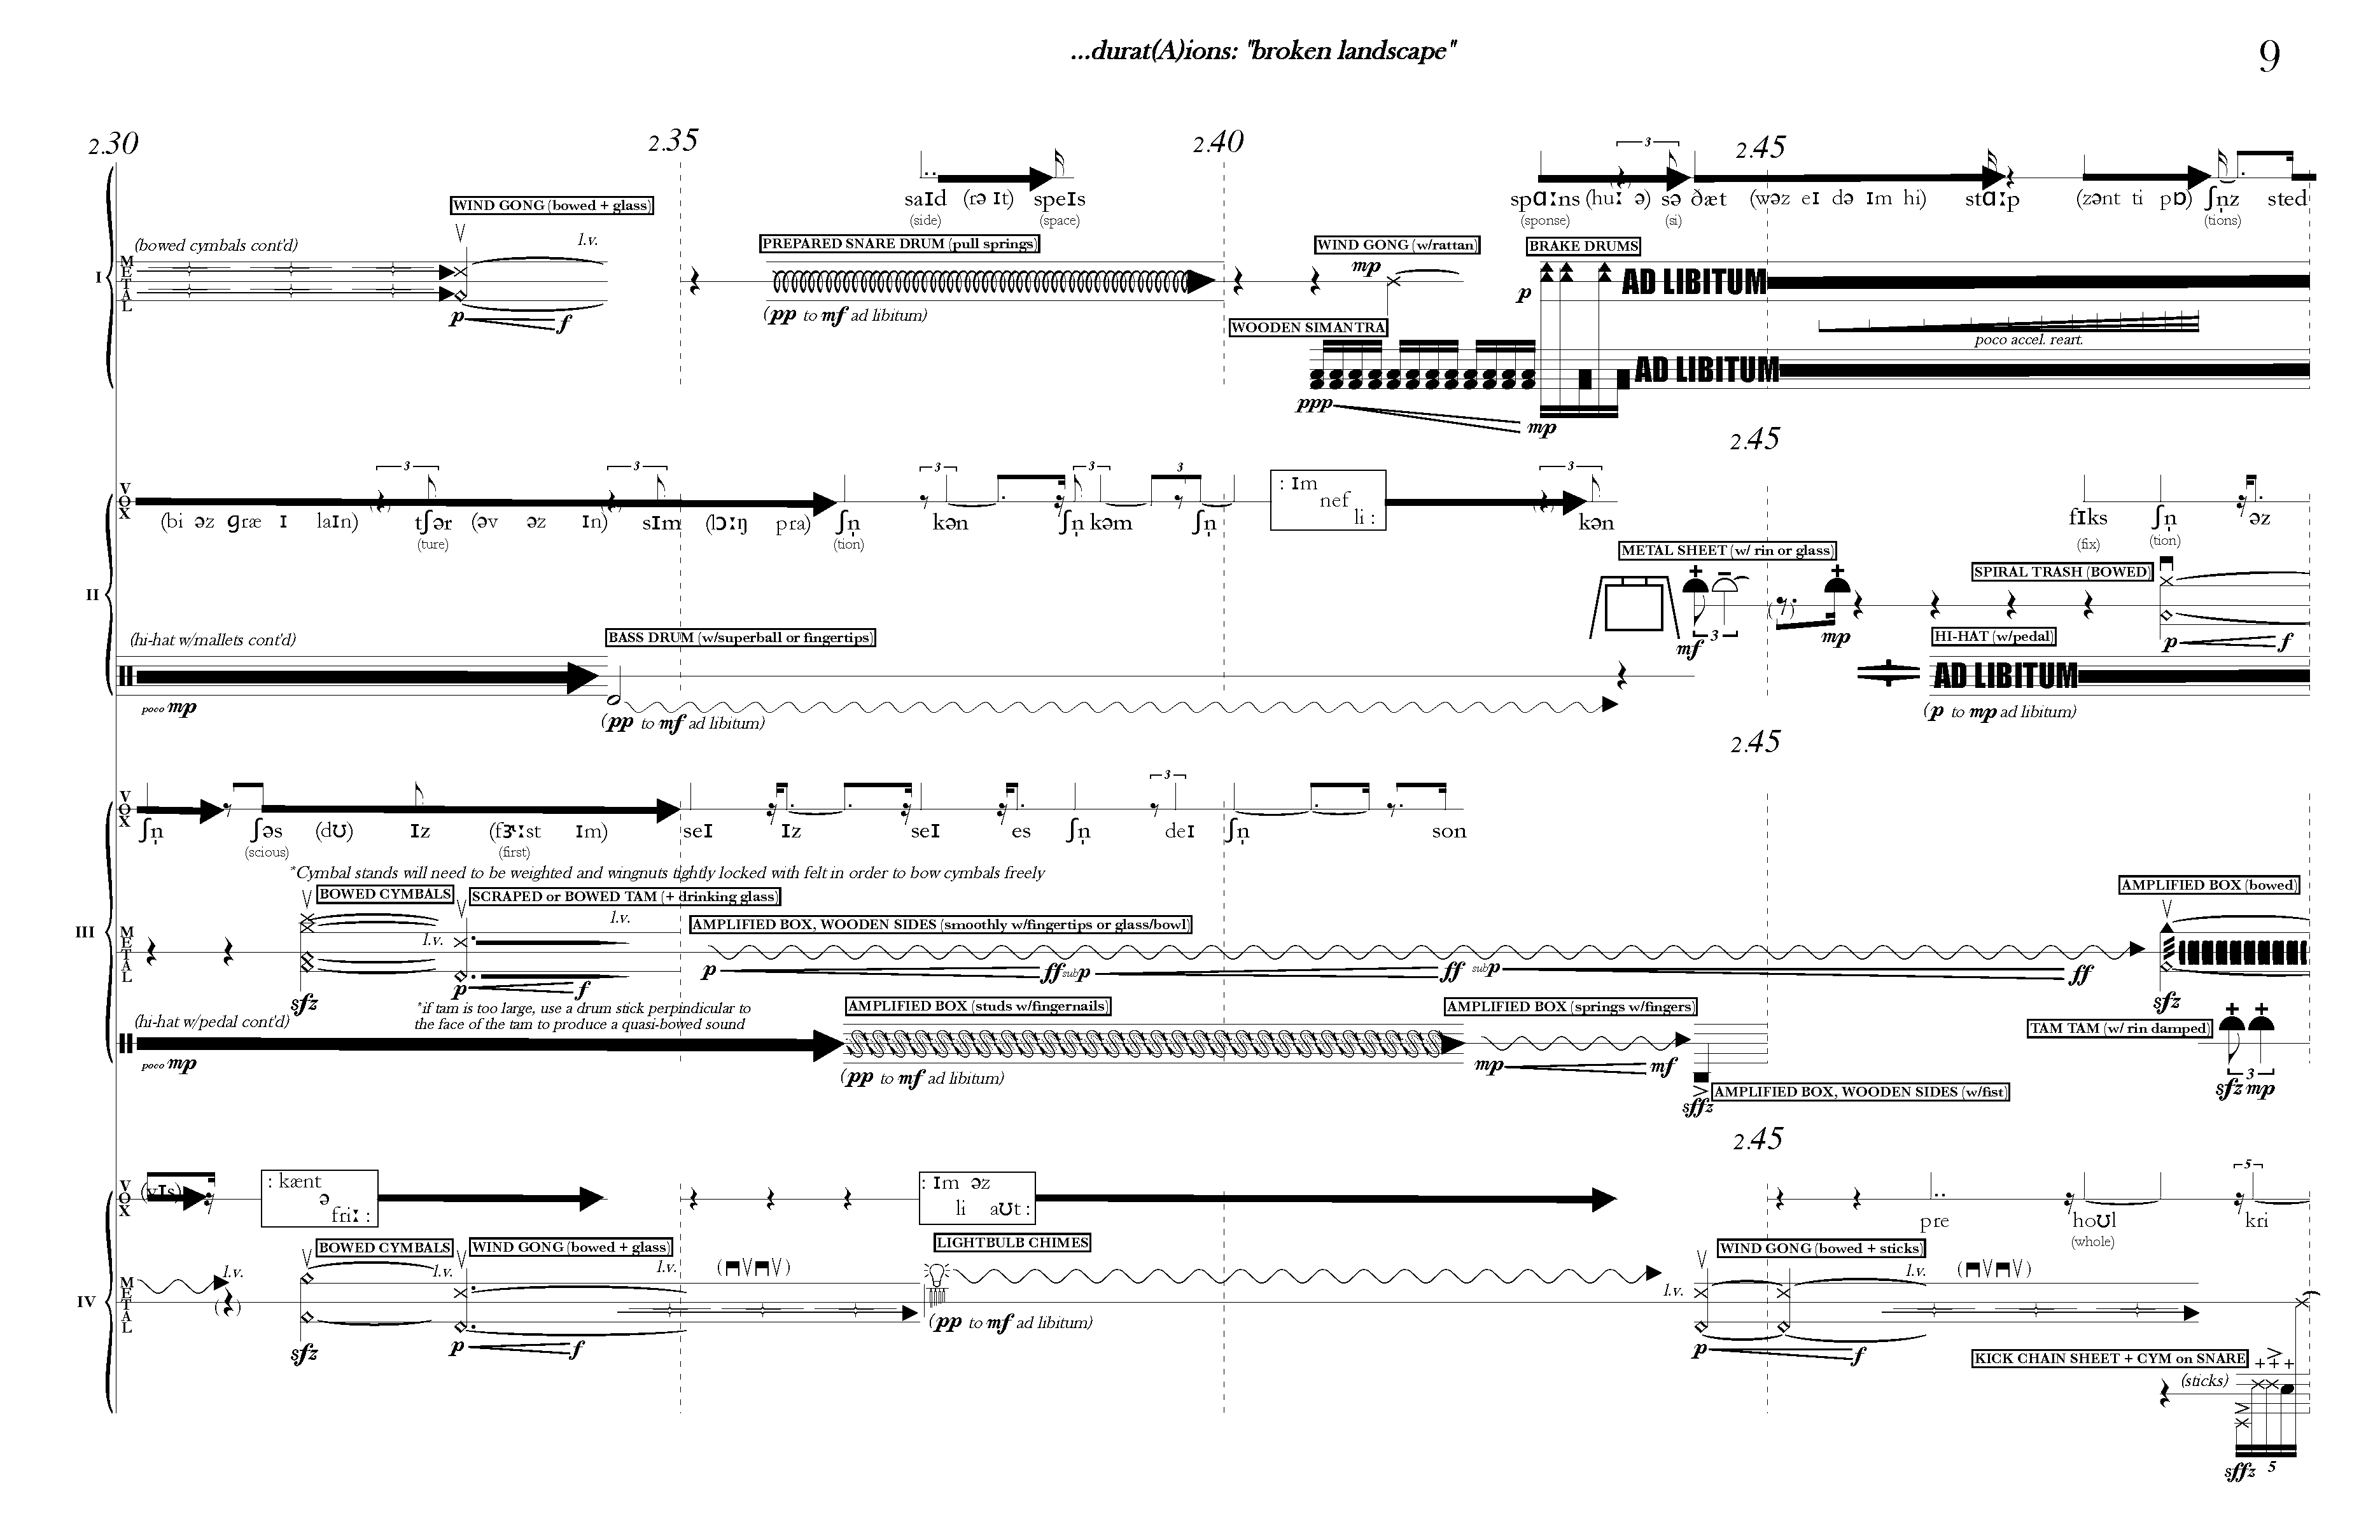 ...durat(A)ions: "broken landscape"
9
2.30 2.35 2.40 2.45
3
saɪd (rə ɪt) speɪs spɑːns (huː ə) sə ðæt (wəz eɪ də ɪm hi) stɑːp (zənt ti pɒ) ʃn̩z sted
(side) (space) (sponse) (si) (tions)
WIND GONG (bowed + glass)
(bowed cymbals cont'd) l.v. PREPARED SNARE DRUM (pull springs) WIND GONG (w/rattan) BRAKE DRUMS
mp
I METAL AD LIBITUM
p f (pp to mf ad libitum) p
WOODEN SIMANTRA
poco accel. reart.
AD LIBITUM
ppp mp
2.45
3 3 3 3 3 3
VOX : ɪm nef li :
(bi əz ɡræ ɪ laɪn) tʃər (əv əz ɪn) sɪm (lɔːŋ pra) ʃn̩ kən ʃn̩ kəm ʃn̩ kən fɪks ʃn̩ əz
(ture) (tion) (fix) (tion)
METAL SHEET (w/ rin or glass)
SPIRAL TRASH (BOWED)
II
3
mf mp p f
(hi-hat w/mallets cont'd) BASS DRUM (w/superball or fingertips) HI-HAT (w/pedal)
AD LIBITUM
poco mp (pp to mf ad libitum) (p to mp ad libitum)
2.45
3
VOX
ʃn̩ ʃəs (dʊ) ɪz (fɝːst ɪm) seɪ ɪz seɪ es ʃn̩ deɪ ʃn̩ son
(scious) (first)
*Cymbal stands will need to be weighted and wingnuts tightly locked with felt in order to bow cymbals freely
BOWED CYMBALS SCRAPED or BOWED TAM (+ drinking glass) AMPLIFIED BOX (bowed)
l.v. l.v. AMPLIFIED BOX, WOODEN SIDES (smoothly w/fingertips or glass/bowl)
III METAL
sfz p f p ff sub p ff sub p ff sfz
*if tam is too large, use a drum stick perpindicular to
the face of the tam to produce a quasi-bowed sound
AMPLIFIED BOX (studs w/fingernails) AMPLIFIED BOX (springs w/fingers)
(hi-hat w/pedal cont'd) TAM TAM (w/ rin damped)
poco mp (pp to mf ad libitum) mp mf
3
sfz mp
AMPLIFIED BOX, WOODEN SIDES (w/fist)
sffz
2.45
5
VOX (vɪs) : kænt ə friː : : ɪm əz li aʊt :
pre hoʊl kri
(whole)
BOWED CYMBALS WIND GONG (bowed + glass) LIGHTBULB CHIMES WIND GONG (bowed + sticks)
l.v. l.v. l.v. l.v. l.v.
IV METAL
sfz p f (pp to mf ad libitum) p f
KICK CHAIN SHEET + CYM on SNARE
(sticks)
sffz 5